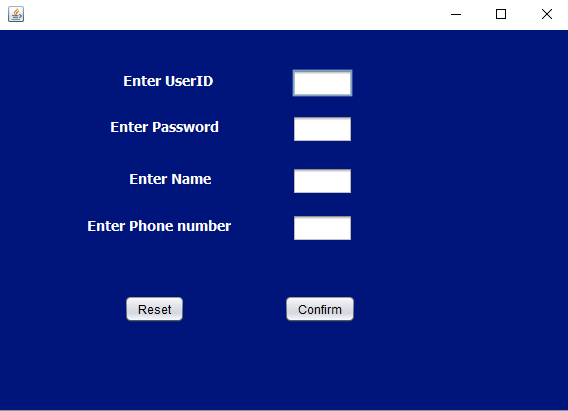 Enter UserID
Enter Password
Enter Name
Enter Phone number
Reset Confirm